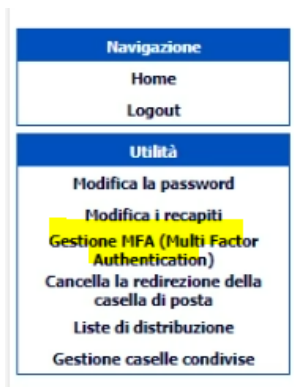 Navigazione
Home
Logout
Utilità
Modifica la password
Modifica i recapiti
Gestione MFA (Multi Factor
Authentication)
Cancella la redirezione della
casella di posta
Liste di distribuzione
Gestione caselle condivise